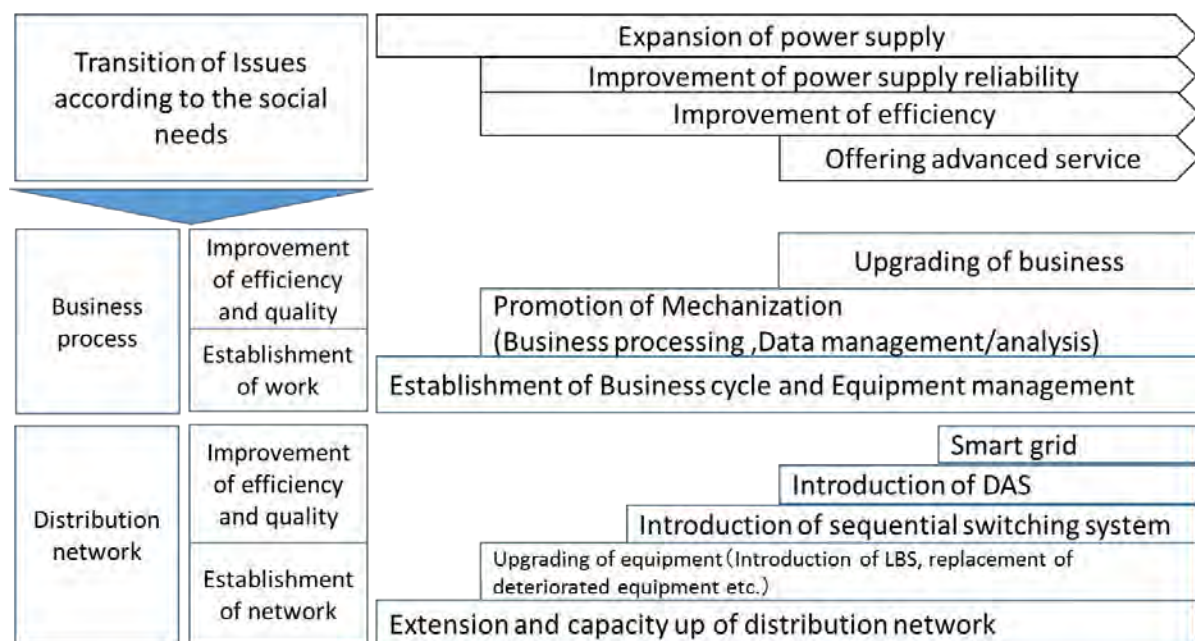 Transition of Issues
according to the social
needs
Expansion of power supply
Improvement of power supply reliability
Improvement of efficiency
Offering advanced service
Business
process
Improvement
of efficiency
and quality
Establishment
of work
Upgrading of business
Promotion of Mechanization
(Business processing ,Data management/analysis)
Establishment of Business cycle and Equipment management
Distribution
network
Improvement
of efficiency
and quality
Establishment
of network
Smart grid
Introduction of DAS
Introduction of sequential switching system
Upgrading of equipment(Introduction of LBS, replacement of
deteriorated equipment etc.)
Extension and capacity up of distribution network